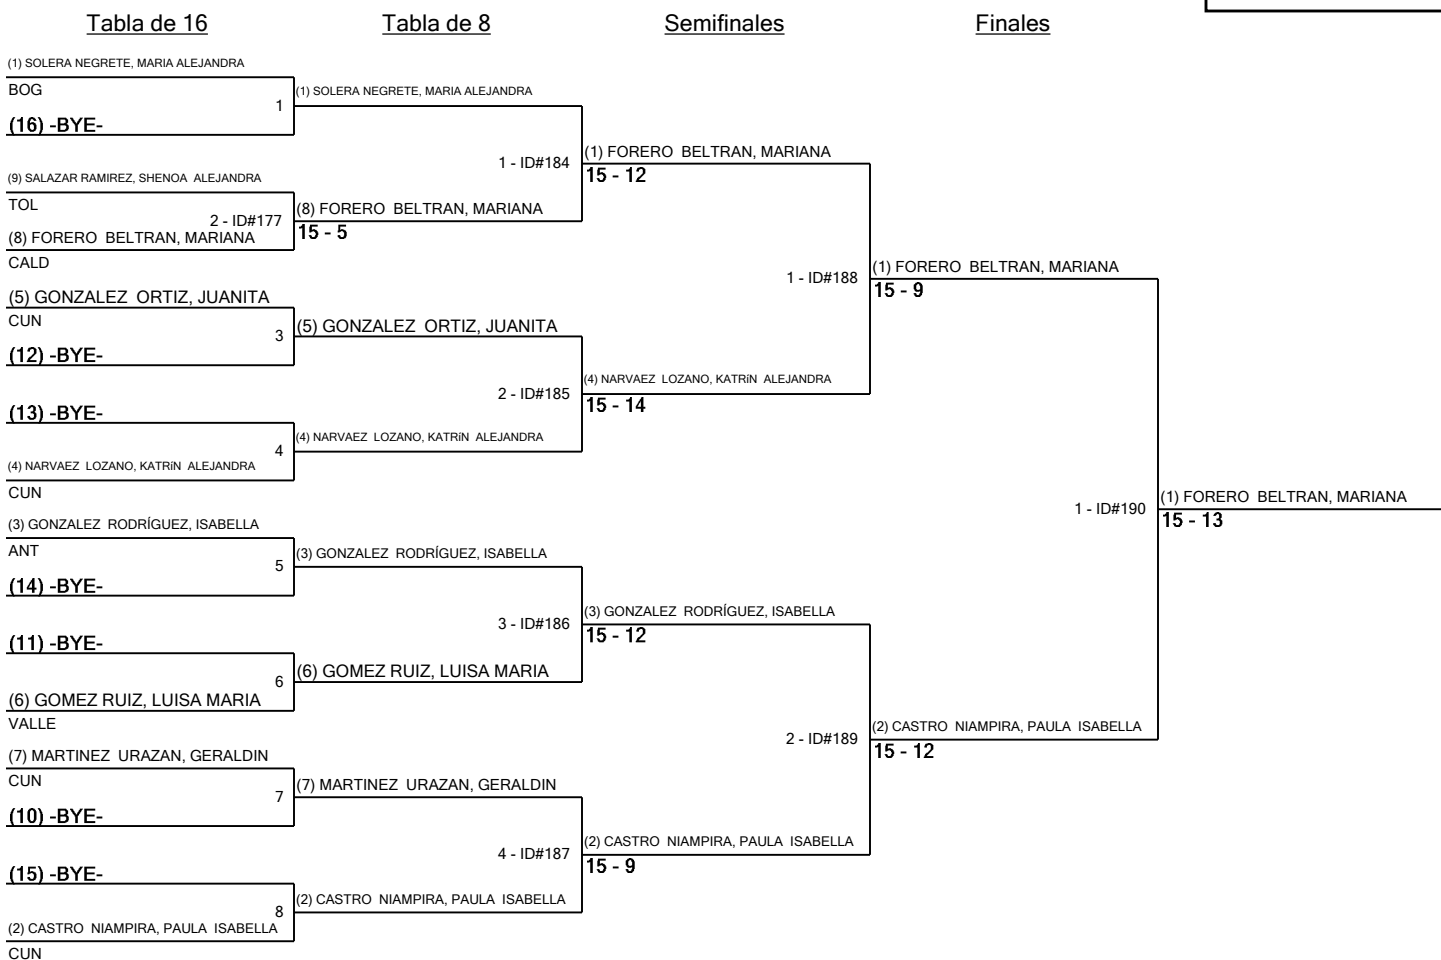 Tabla de 16
Tabla de 8
Semifinales
Finales
(1) SOLERA NEGRETE, MARIA ALEJANDRA
BOG
1
(16) -BYE-
(9) SALAZAR RAMIREZ, SHENOA ALEJANDRA
TOL
2 - ID#177
(8) FORERO BELTRAN, MARIANA
CALD
(5) GONZALEZ ORTIZ, JUANITA
CUN
3
(12) -BYE-
(13) -BYE-
4
(4) NARVAEZ LOZANO, KATRíN ALEJANDRA
CUN
(3) GONZALEZ RODRÍGUEZ, ISABELLA
ANT
5
(14) -BYE-
(11) -BYE-
6
(6) GOMEZ RUIZ, LUISA MARIA
VALLE
(7) MARTINEZ URAZAN, GERALDIN
CUN
7
(10) -BYE-
(15) -BYE-
8
(2) CASTRO NIAMPIRA, PAULA ISABELLA
CUN
(1) SOLERA NEGRETE, MARIA ALEJANDRA
1 - ID#184
(8) FORERO BELTRAN, MARIANA
15 - 5
(5) GONZALEZ ORTIZ, JUANITA
2 - ID#185
(4) NARVAEZ LOZANO, KATRíN ALEJANDRA
(3) GONZALEZ RODRÍGUEZ, ISABELLA
3 - ID#186
(6) GOMEZ RUIZ, LUISA MARIA
(7) MARTINEZ URAZAN, GERALDIN
4 - ID#187
(2) CASTRO NIAMPIRA, PAULA ISABELLA
(1) FORERO BELTRAN, MARIANA
15 - 12
1 - ID#188
(4) NARVAEZ LOZANO, KATRíN ALEJANDRA
15 - 14
(3) GONZALEZ RODRÍGUEZ, ISABELLA
15 - 12
2 - ID#189
(2) CASTRO NIAMPIRA, PAULA ISABELLA
15 - 9
(1) FORERO BELTRAN, MARIANA
15 - 9
1 - ID#190
(2) CASTRO NIAMPIRA, PAULA ISABELLA
15 - 12
(1) FORERO BELTRAN, MARIANA
15 - 13